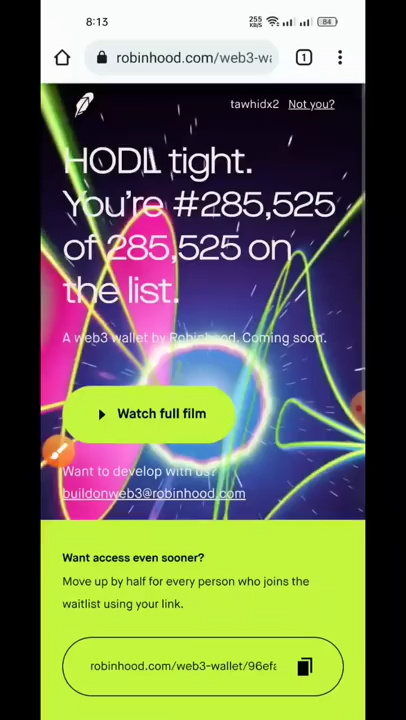 8:13
255
KB/S
84
robinhood.com/web3-wa
1
tawhidx2 Not you?
HODL tight.
You're #285,525
of 285,525 on
the list.
A web3 wallet by Robinhood. Coming soon.
Watch full film
Want to develop with us?
buildonweb3@robinhood.com
Want access even sooner?
Move up by half for every person who joins the
waitlist using your link.
robinhood.com/web3-wallet/96efa